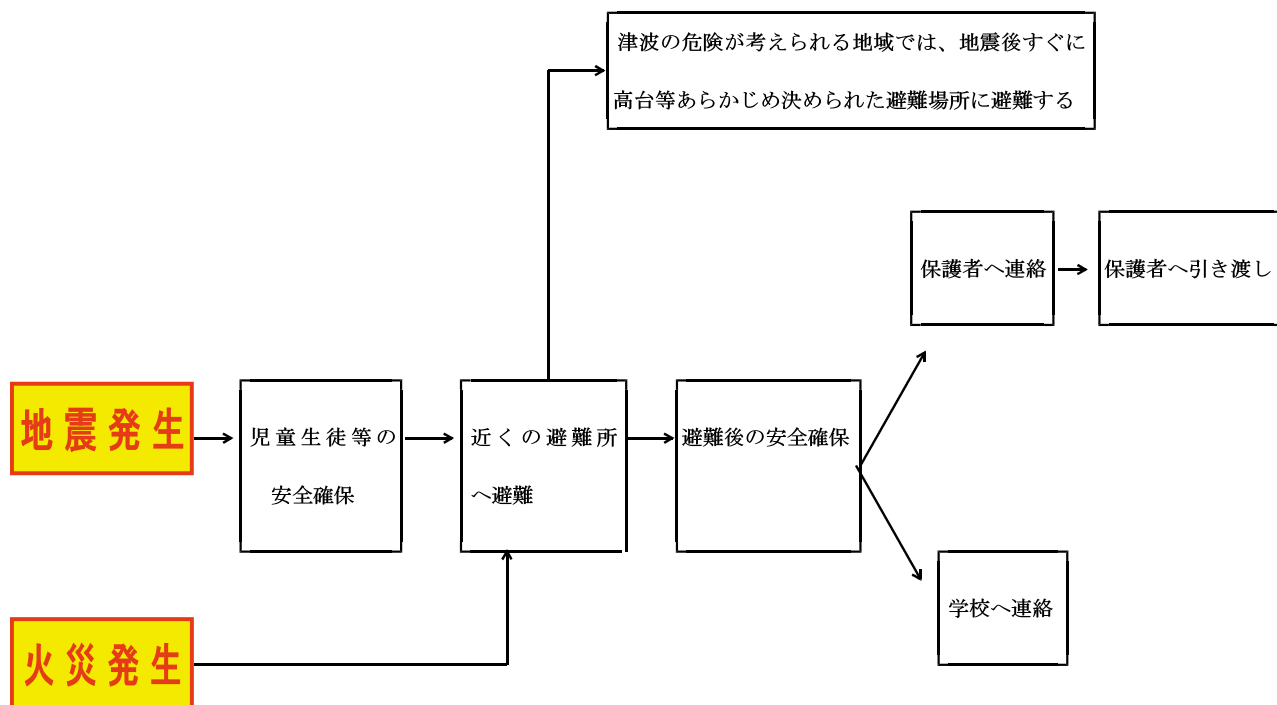 津波の危険が考えられる地域では、地震後すぐに
高台等あらかじめ決められた避難場所に避難する
保護者へ連絡
保護者へ引き渡し
地震発生
児童生徒等の
安全確保
近くの避難所
へ避難
避難後の安全確保
学校へ連絡
火災発生